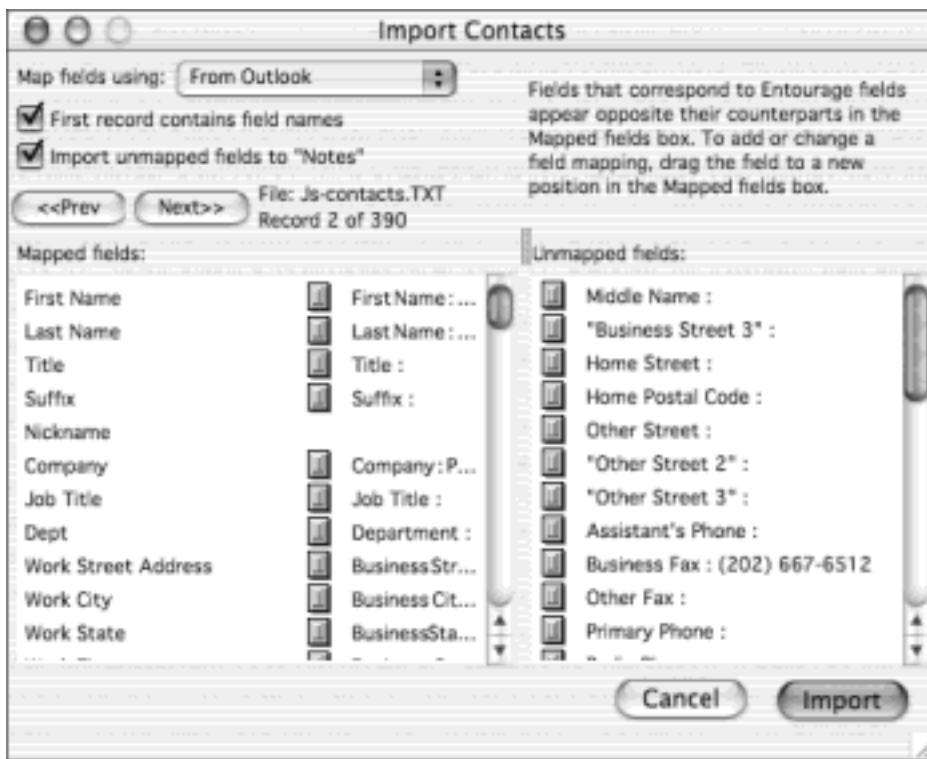 Import Contacts
Map fields using: From Outlook
First record contains field names
Import unmapped fields to "Notes"
<<Prev Next>> File: Js-contacts.TXT
Record 2 of 390
Fields that correspond to Entourage fields
appear opposite their counterparts in the
Mapped fields box. To add or change a
field mapping, drag the field to a new
position in the Mapped fields box.
Mapped fields:
First Name First Name : ...
Last Name Last Name : ...
Title Title :
Suffix Suffix :
Nickname
Company Company : P...
Job Title Job Title :
Dept Department :
Work Street Address Business Str...
Work City Business Cit...
Work State Business Sta...
Unmapped fields:
Middle Name :
"Business Street 3" :
Home Street :
Home Postal Code :
Other Street :
"Other Street 2" :
"Other Street 3" :
Assistant's Phone :
Business Fax : (202) 667-6512
Other Fax :
Primary Phone :
Cancel Import